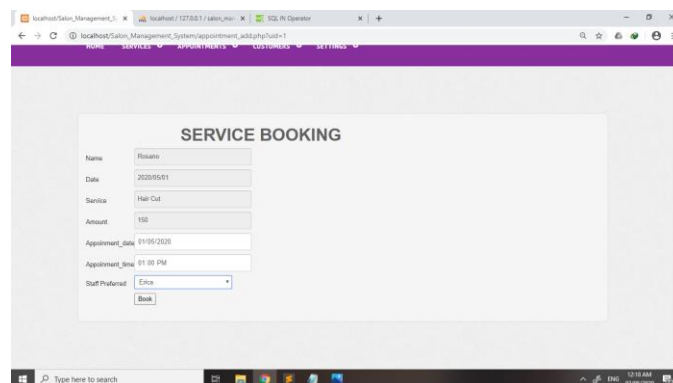 localhost/Salon_Management_S
localhost / 127.0.0.1 / salon_mai
SQL IN Operator
localhost/Salon_Management_System/appointment_add.php?uid=1
HOME SERVICES APPOINTMENTS CUSTOMERS SETTINGS
SERVICE BOOKING
Name Rosario
Date 2020/05/01
Service Hair Cut
Amount 150
Appoinment_date 01/05/2020
Appoinment_time 01:00 PM
Staff Preferred Erica
Book
Type here to search
ENG 12:18 AM